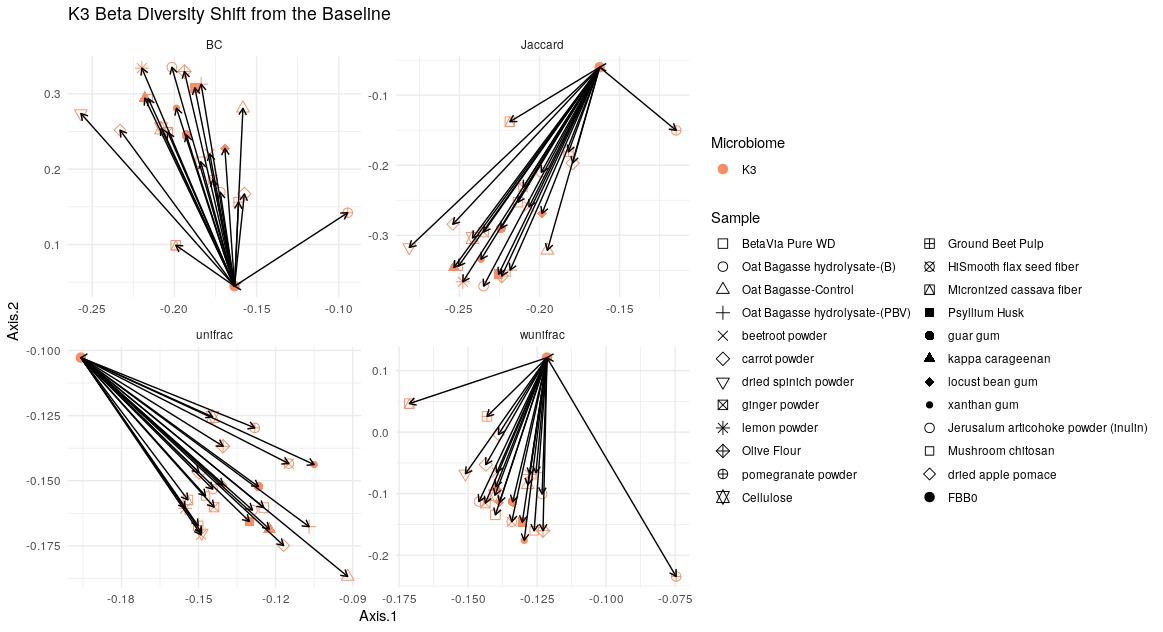 K3 Beta Diversity Shift from the Baseline
BC
Jaccard
0.3
0.2
0.1
-0.25
-0.20
-0.15
-0.10
-0.1
-0.2
-0.3
-0.25
-0.20
-0.15
unifrac
wunifrac
-0.100
-0.125
-0.150
-0.175
-0.18
-0.15
-0.12
-0.09
0.1
0.0
-0.1
-0.2
-0.175
-0.150
-0.125
-0.100
-0.075
Axis.2
Axis.1
Microbiome
K3
Sample
BetaVia Pure WD
Oat Bagasse hydrolysate-(B)
Oat Bagasse-Control
Oat Bagasse hydrolysate-(PBV)
beetroot powder
carrot powder
dried spinich powder
ginger powder
lemon powder
Olive Flour
pomegranate powder
Cellulose
Ground Beet Pulp
HiSmooth flax seed fiber
Micronized cassava fiber
Psyllium Husk
guar gum
kappa carageenan
locust bean gum
xanthan gum
Jerusalum articohoke powder (inulin)
Mushroom chitosan
dried apple pomace
FBB0